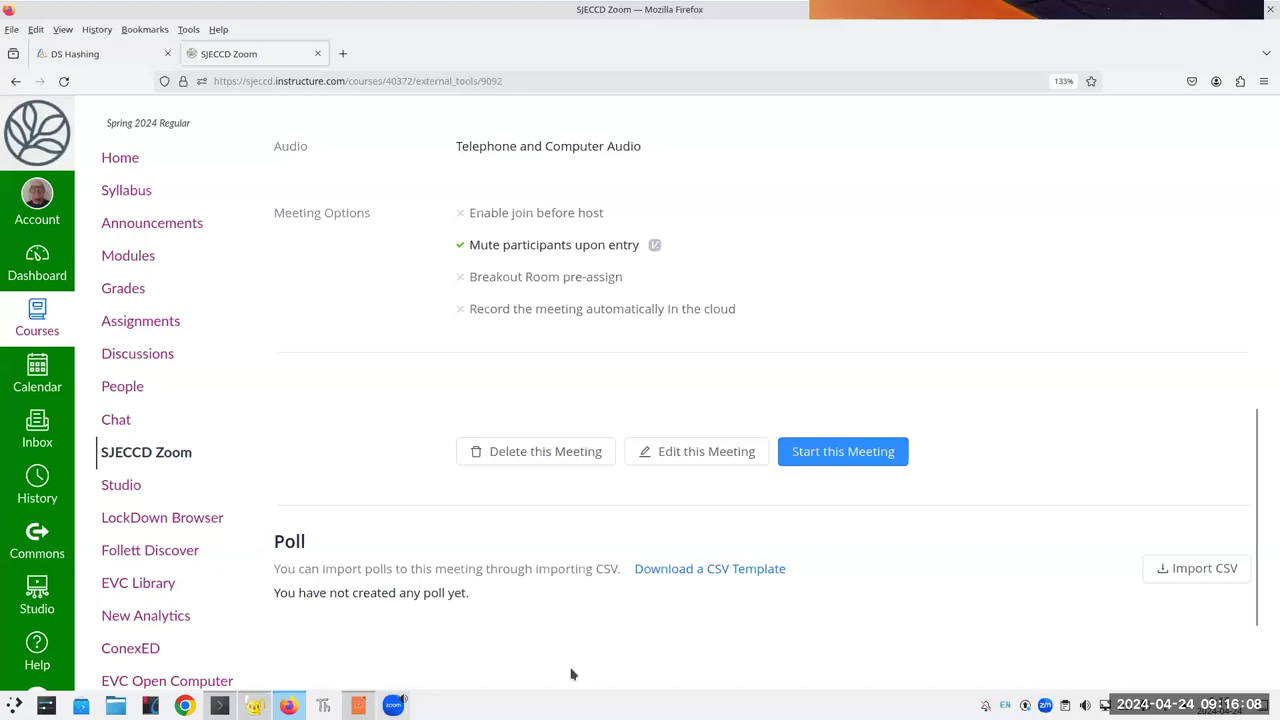 SJECCD Zoom — Mozilla Firefox
File Edit View History Bookmarks Tools Help
DS Hashing
SJECCD Zoom
https://sjeccd.instructure.com/courses/40372/external_tools/9092
133%
Spring 2024 Regular
Account
Dashboard
Courses
Calendar
Inbox
History
Commons
Studio
Help
Home
Syllabus
Announcements
Modules
Grades
Assignments
Discussions
People
Chat
SJECCD Zoom
Studio
LockDown Browser
Follett Discover
EVC Library
New Analytics
ConexED
EVC Open Computer
Audio
Telephone and Computer Audio
Meeting Options
Enable join before host
Mute participants upon entry
Breakout Room pre-assign
Record the meeting automatically In the cloud
Delete this Meeting
Edit this Meeting
Start this Meeting
Poll
You can import polls to this meeting through importing CSV. Download a CSV Template
Import CSV
You have not created any poll yet.
Th
zoom
EN
zm
2024-04-24 09:16:08